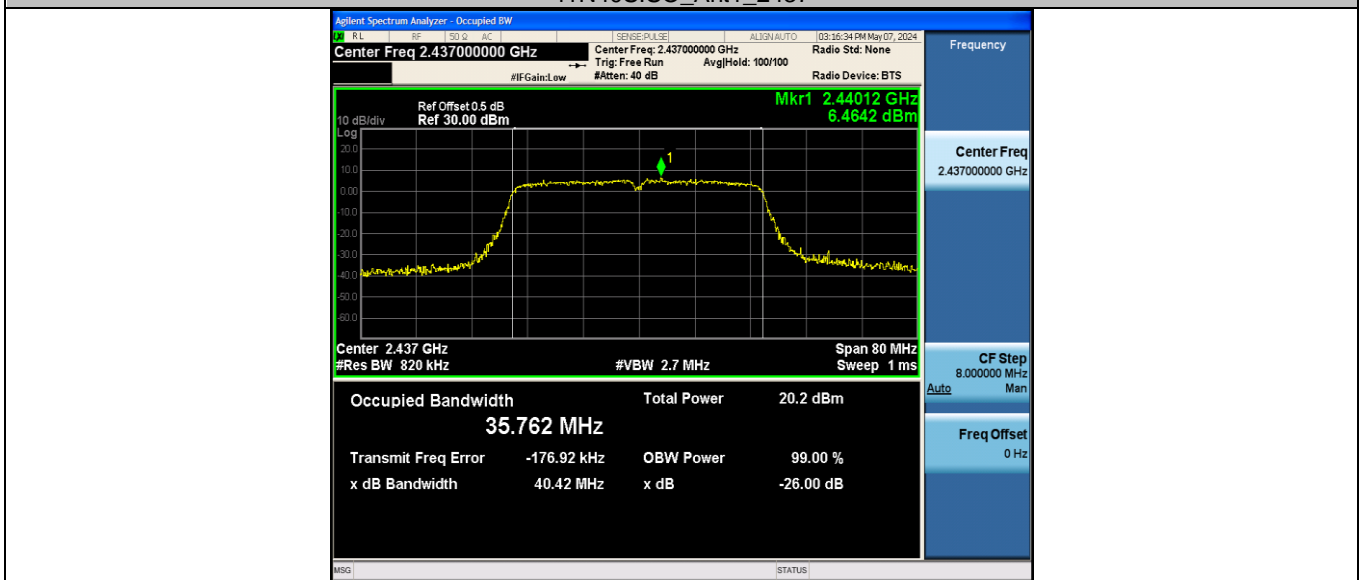 Agilent Spectrum Analyzer - Occupied BW
RL RF 50 Ω AC SENSE:PULSE ALIGN AUTO 03:16:34 PM May 07, 2024
Center Freq 2.437000000 GHz
Center Freq: 2.437000000 GHz
Radio Std: None
Trig: Free Run
Avg|Hold: 100/100
#IFGain:Low
#Atten: 40 dB
Radio Device: BTS
Frequency
Mkr1 2.44012 GHz
6.4642 dBm
Ref Offset 0.5 dB
10 dB/div
Ref 30.00 dBm
Log
20.0
10.0
0.00
-10.0
-20.0
-30.0
-40.0
-50.0
-60.0
1
Center 2.437 GHz
Span 80 MHz
#Res BW 820 kHz
#VBW 2.7 MHz
Sweep 1 ms
Center Freq
2.437000000 GHz
CF Step
8.000000 MHz
Auto Man
Freq Offset
0 Hz
Occupied Bandwidth
35.762 MHz
Total Power 20.2 dBm
Transmit Freq Error -176.92 kHz
OBW Power 99.00 %
x dB Bandwidth 40.42 MHz
x dB -26.00 dB
MSG
STATUS